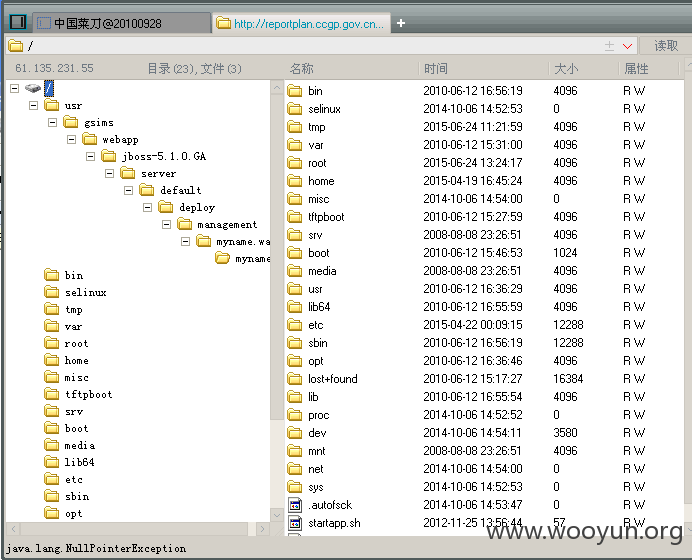 中国菜刀@20100928
http://reportplan.ccgp.gov.cn...
+
/
读取
61.135.231.55 目录(23),文件(3)
名称 时间 大小 属性
/
usr
gsims
webapp
jboss-5.1.0.GA
server
default
deploy
management
myname.wa
myname
bin
selinux
tmp
var
root
home
misc
tftpboot
srv
boot
media
lib64
etc
sbin
opt
bin 2010-06-12 16:56:19 4096 R W
selinux 2014-10-06 14:52:53 0 R W
tmp 2015-06-24 11:21:59 4096 R W
var 2010-06-12 15:31:00 4096 R W
root 2015-06-24 13:24:17 4096 R W
home 2015-04-19 16:45:24 4096 R W
misc 2014-10-06 14:54:00 0 R W
tftpboot 2010-06-12 15:27:59 4096 R W
srv 2008-08-08 23:26:51 4096 R W
boot 2010-06-12 15:46:53 1024 R W
media 2008-08-08 23:26:51 4096 R W
usr 2010-06-12 16:36:29 4096 R W
lib64 2010-06-12 16:55:59 4096 R W
etc 2015-04-22 00:09:15 12288 R W
sbin 2010-06-12 16:56:19 12288 R W
opt 2010-06-12 16:36:46 4096 R W
lost+found 2010-06-12 15:17:27 16384 R W
lib 2010-06-12 16:55:54 4096 R W
proc 2014-10-06 14:52:52 0 R W
dev 2014-10-06 14:54:11 3580 R W
mnt 2008-08-08 23:26:51 4096 R W
net 2014-10-06 14:54:00 0 R W
sys 2014-10-06 14:52:53 0 R W
.autofsck 2014-10-06 14:53:47 0 R W
startapp.sh 2012-11-25 13:56:44 57 R W
www.wooyun.org
java.lang.NullPointerException